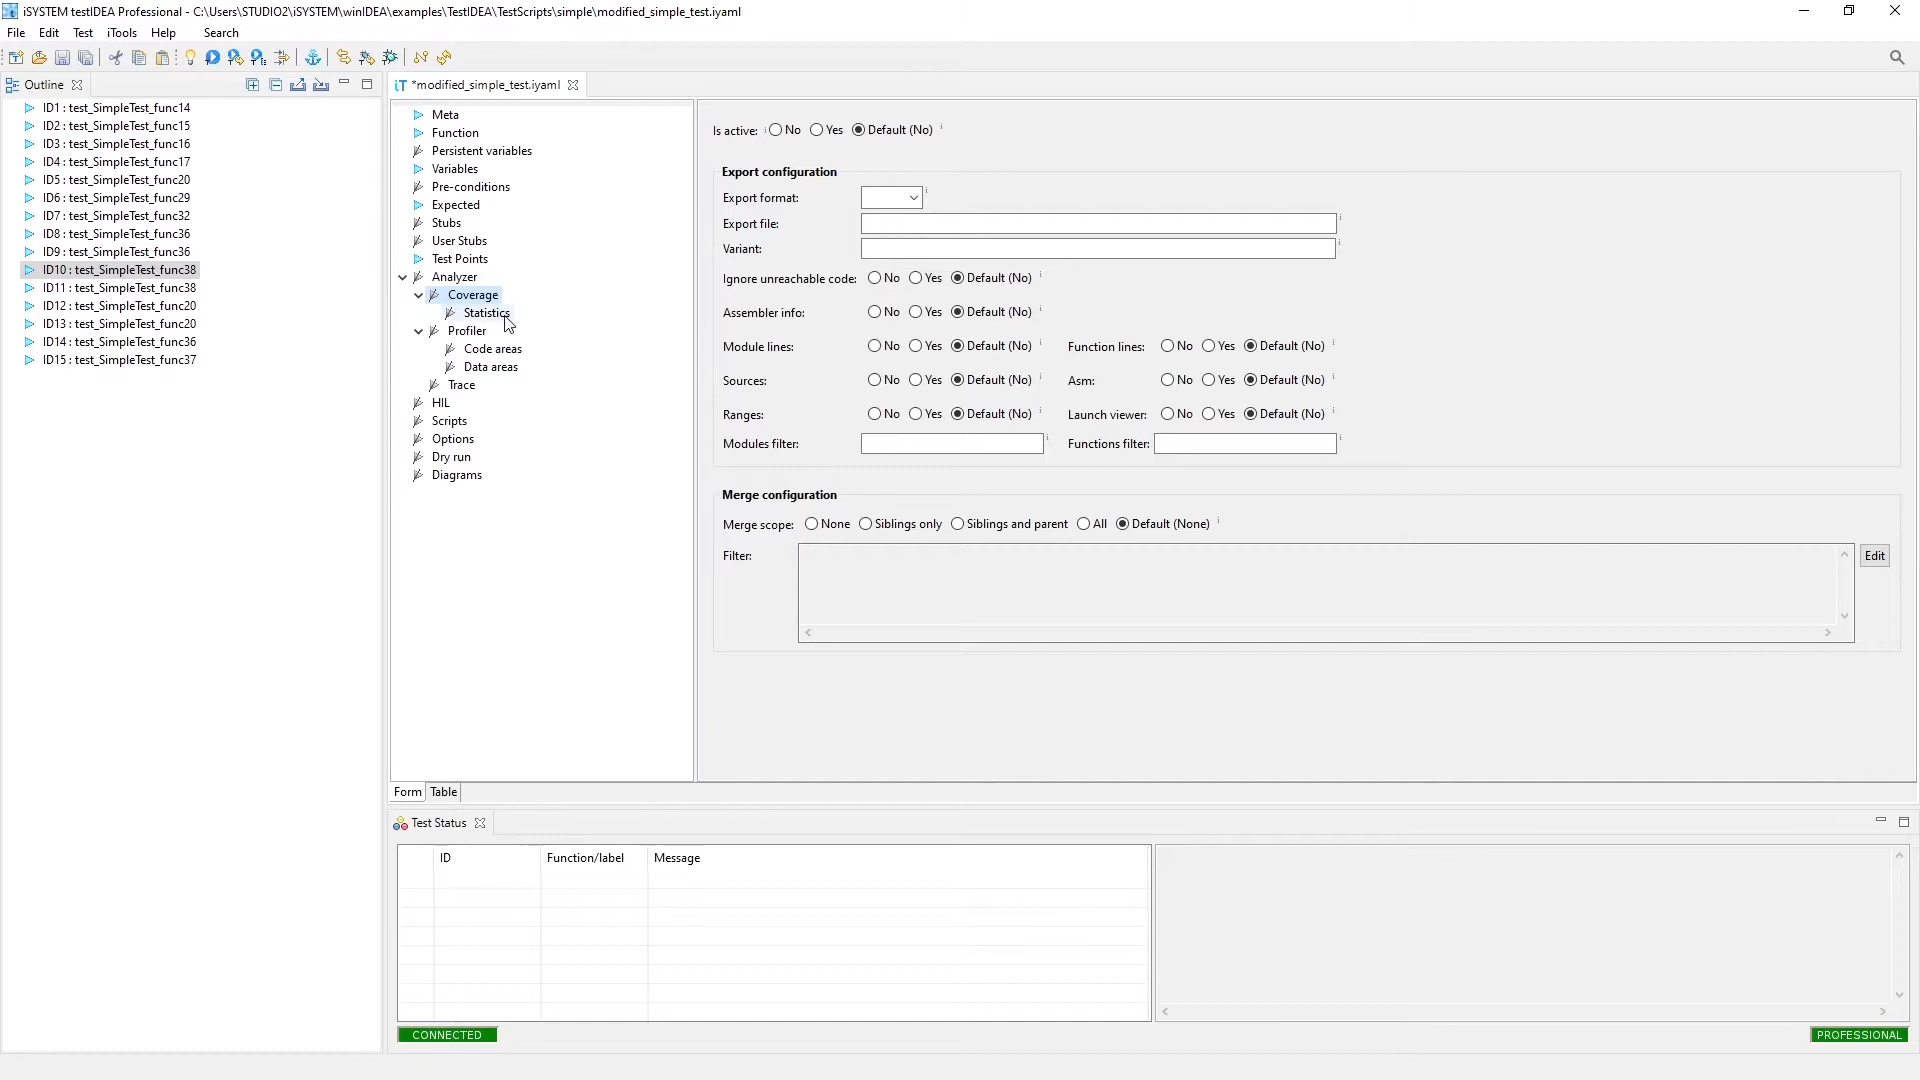 iSYSTEM testIDEA Professional - C:\Users\STUDIO2\iSYSTEM\winIDEA\examples\TestIDEA\TestScripts\simple\modified_simple_test.iyaml
File Edit Test iTools Help Search
Outline
ID1 : test_SimpleTest_func14
ID2 : test_SimpleTest_func15
ID3 : test_SimpleTest_func16
ID4 : test_SimpleTest_func17
ID5 : test_SimpleTest_func20
ID6 : test_SimpleTest_func29
ID7 : test_SimpleTest_func32
ID8 : test_SimpleTest_func36
ID9 : test_SimpleTest_func36
ID10 : test_SimpleTest_func38
ID11 : test_SimpleTest_func38
ID12 : test_SimpleTest_func20
ID13 : test_SimpleTest_func20
ID14 : test_SimpleTest_func36
ID15 : test_SimpleTest_func37
iT *modified_simple_test.iyaml
Meta
Function
Persistent variables
Variables
Pre-conditions
Expected
Stubs
User Stubs
Test Points
Analyzer
Coverage
Statistics
Profiler
Code areas
Data areas
Trace
HIL
Scripts
Options
Dry run
Diagrams
Is active: i No Yes Default (No) i
Export configuration
Export format: i
Export file: i
Variant: i
Ignore unreachable code: No Yes Default (No) i
Assembler info: No Yes Default (No) i
Module lines: No Yes Default (No) i Function lines: No Yes Default (No) i
Sources: No Yes Default (No) i Asm: No Yes Default (No) i
Ranges: No Yes Default (No) i Launch viewer: No Yes Default (No) i
Modules filter: i Functions filter: i
Merge configuration
Merge scope: None Siblings only Siblings and parent All Default (None) i
Filter: Edit
Form Table
Test Status
ID Function/label Message
CONNECTED PROFESSIONAL